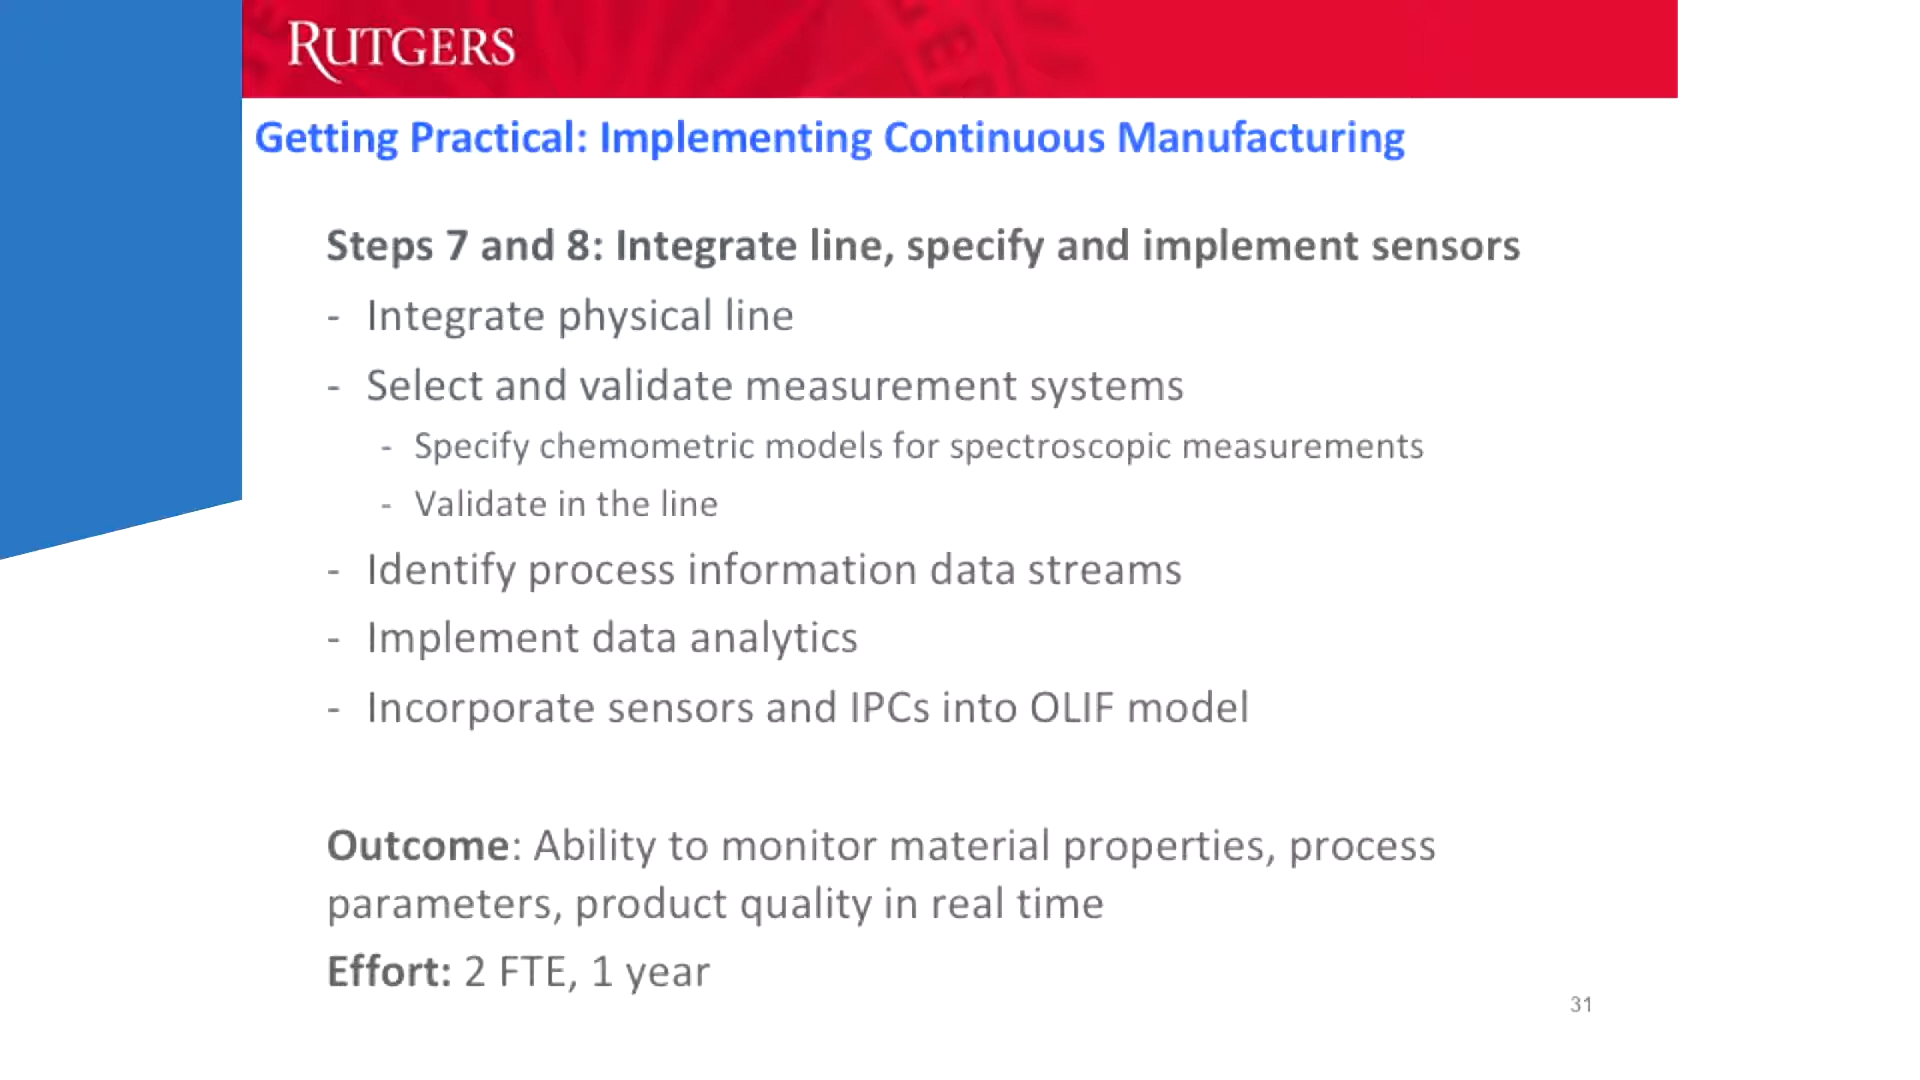 RUTGERS
Getting Practical: Implementing Continuous Manufacturing
Steps 7 and 8: Integrate line, specify and implement sensors
- Integrate physical line
- Select and validate measurement systems
- Specify chemometric models for spectroscopic measurements
- Validate in the line
- Identify process information data streams
- Implement data analytics
- Incorporate sensors and IPCs into OLIF model
Outcome: Ability to monitor material properties, process
parameters, product quality in real time
Effort: 2 FTE, 1 year
31